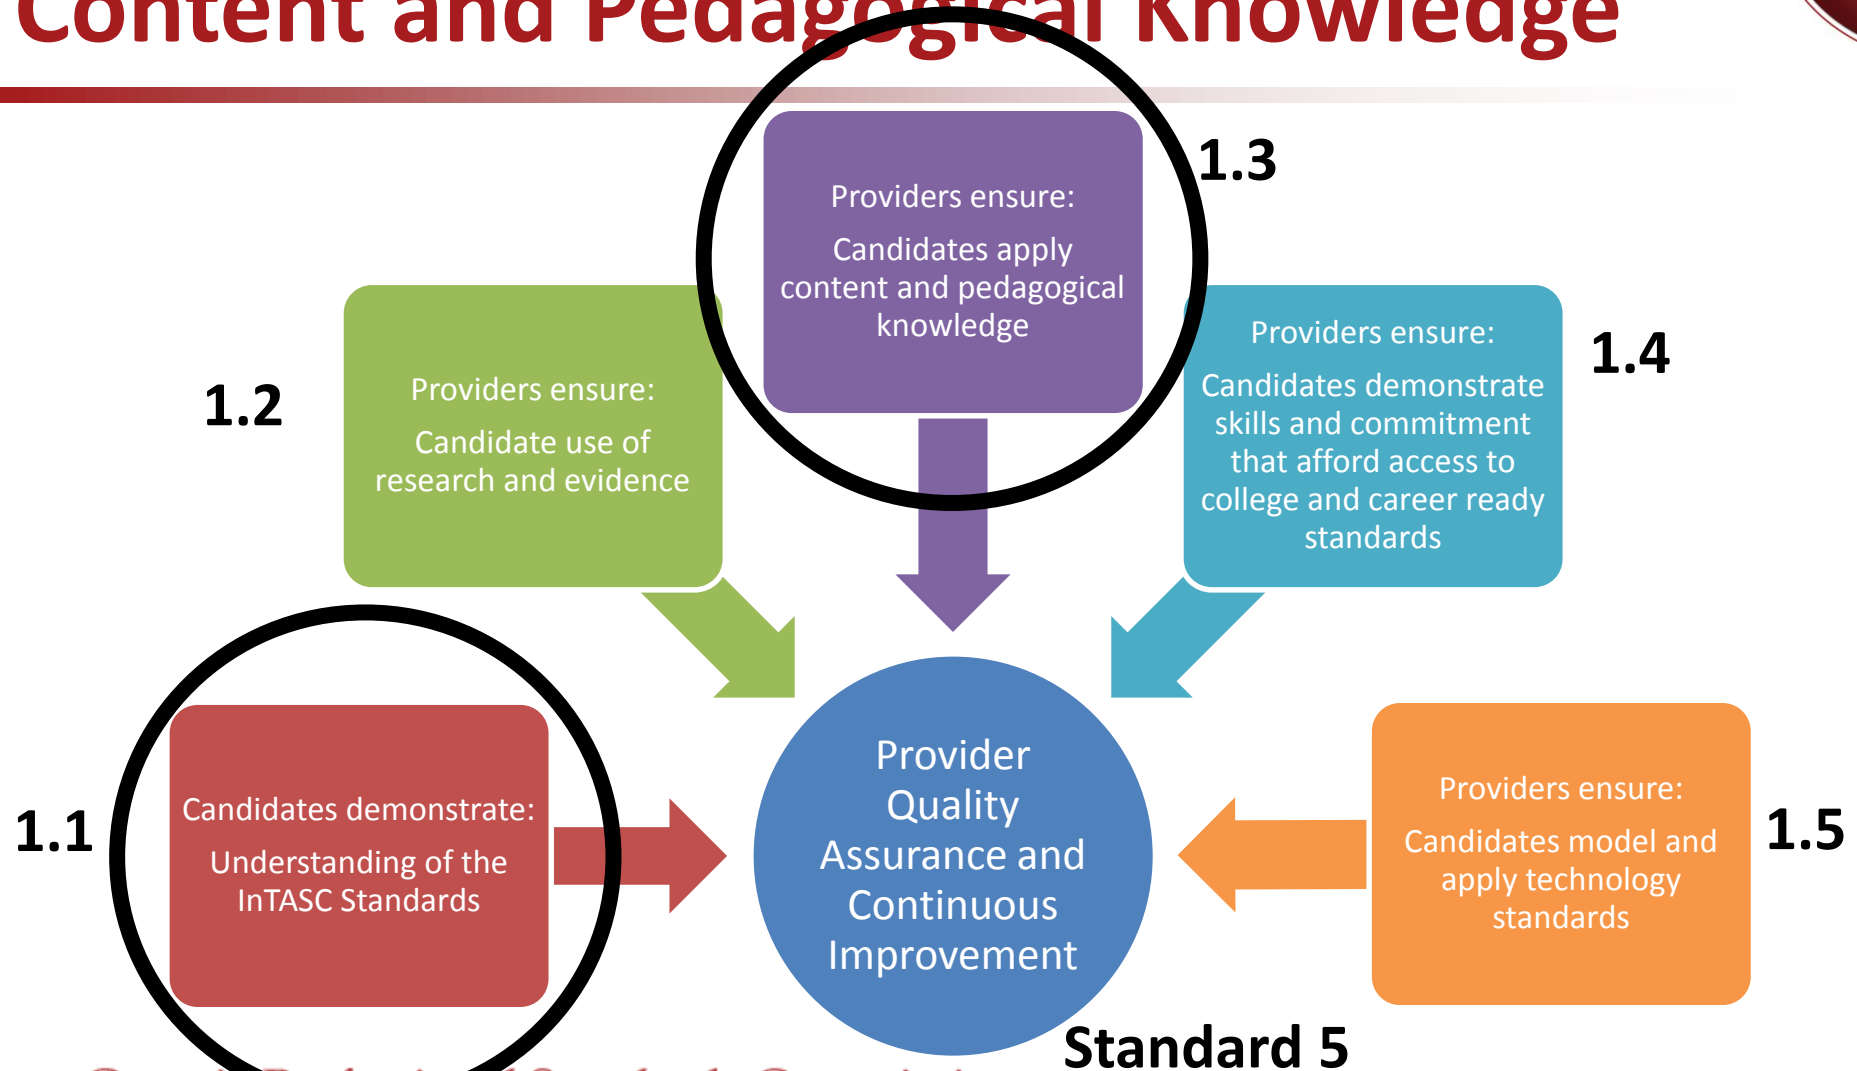 Content and Pedagogical Knowledge
1.3
Providers ensure:
Candidates apply
content and pedagogical
knowledge
1.2
Providers ensure:
Candidate use of
research and evidence
1.4
Providers ensure:
Candidates demonstrate
skills and commitment
that afford access to
college and career ready
standards
1.1
Candidates demonstrate:
Understanding of the
InTASC Standards
Provider
Quality
Assurance and
Continuous
Improvement
1.5
Providers ensure:
Candidates model and
apply technology
standards
Standard 5